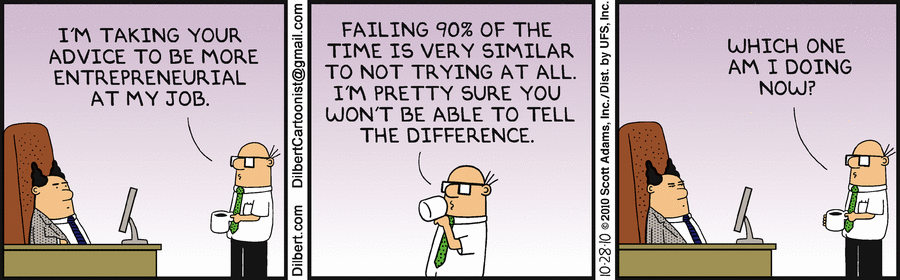 I'M TAKING YOUR
ADVICE TO BE MORE
ENTREPRENEURIAL
AT MY JOB.
Dilbert.com DilbertCartoonist@gmail.com
FAILING 90% OF THE
TIME IS VERY SIMILAR
TO NOT TRYING AT ALL.
I'M PRETTY SURE YOU
WON'T BE ABLE TO TELL
THE DIFFERENCE.
10-28-10 ©2010 Scott Adams, Inc./Dist. by UFS, Inc.
WHICH ONE
AM I DOING
NOW?